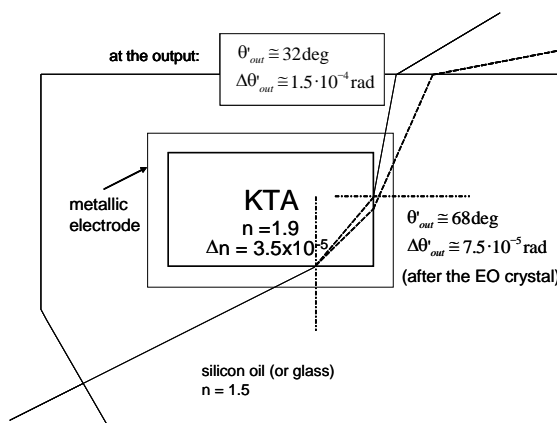 at the output:
θ'out ≅ 32deg
Δθ'out ≅ 1.5·10⁻⁴ rad
metallic
electrode
KTA
n=1.9
Δn = 3.5x10⁻⁵
θ'out ≅ 68deg
Δθ'out ≅ 7.5·10⁻⁵ rad
(after the EO crystal)
silicon oil (or glass)
n = 1.5